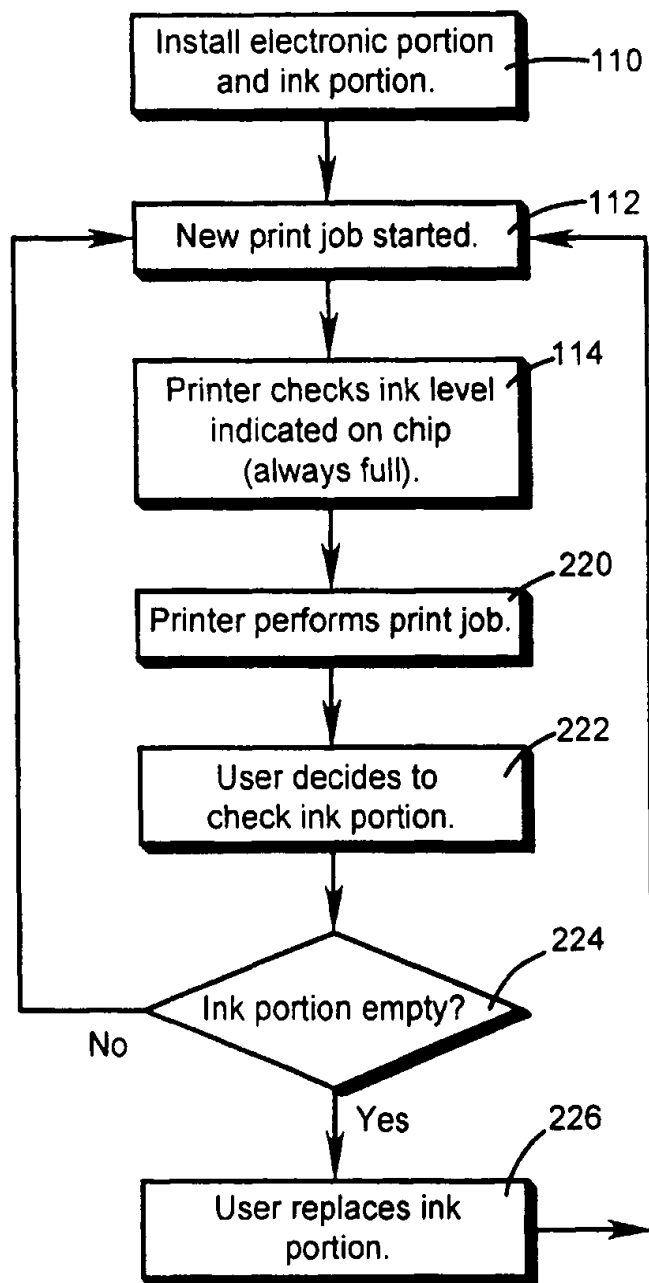 Install electronic portion
and ink portion.
110
New print job started.
112
Printer checks ink level
indicated on chip
(always full).
114
Printer performs print job.
220
User decides to
check ink portion.
222
Ink portion empty?
224
No
Yes
User replaces ink
portion.
226